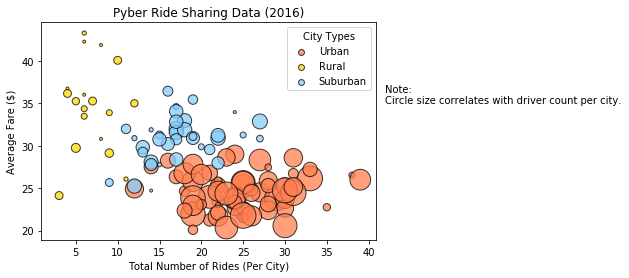 Pyber Ride Sharing Data (2016)
City Types
Urban
Rural
Suburban
40
35
30
25
20
Average Fare ($)
5
10
15
20
25
30
35
40
Total Number of Rides (Per City)
Note:
Circle size correlates with driver count per city.